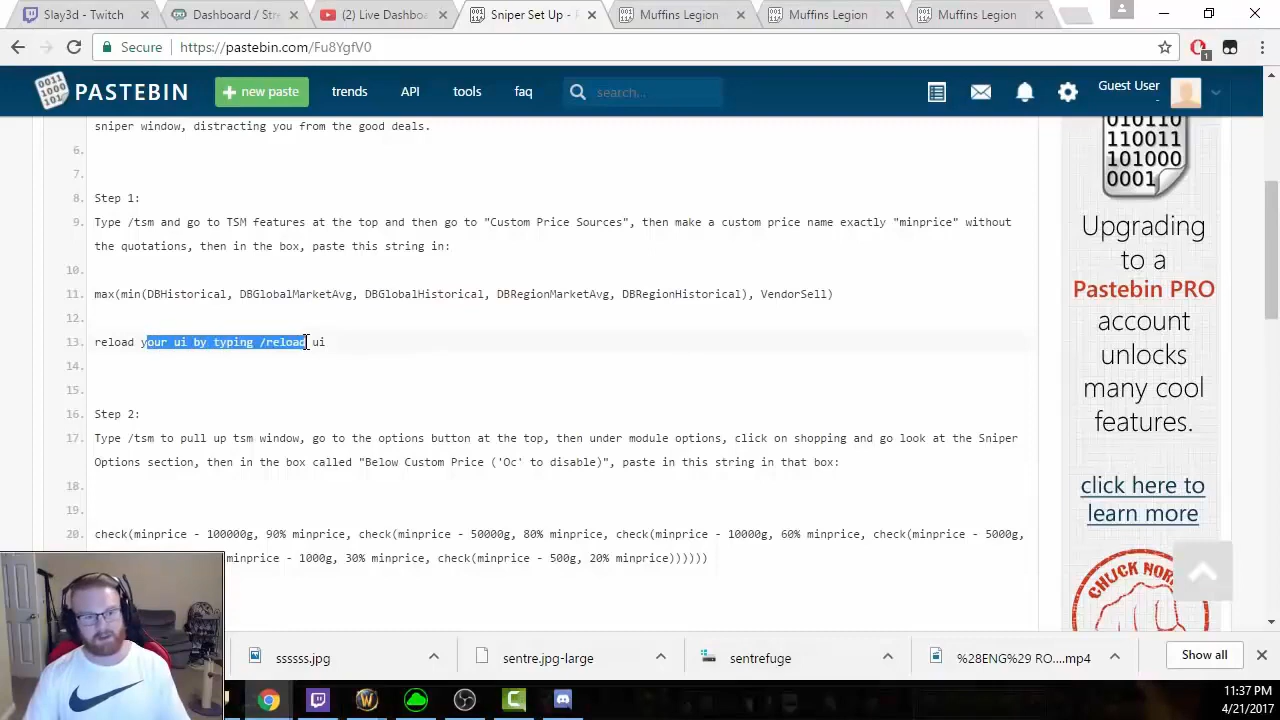 Slap3d - Twitch
Dashboard / Stre
(2) Live Dashboa
Sniper Set Up - P
Muffins Legion
Muffins Legion
Muffins Legion
Secure
https://pastebin.com/Fu8YgfV0
1
PASTEBIN
+ new paste
trends
API
tools
faq
search...
Guest User
-
sniper window, distracting you from the good deals.
6.
7.
8. Step 1:
9. Type /tsm and go to TSM features at the top and then go to "Custom Price Sources", then make a custom price name exactly "minprice" without
the quotations, then in the box, paste this string in:
10.
11. max(min(DBHistorical, DBGlobalMarketAvg, DBGlobalHistorical, DBRegionMarketAvg, DBRegionHistorical), VendorSell)
12.
13. reload your ui by typing /reload ui
14.
15.
16. Step 2:
17. Type /tsm to pull up tsm window, go to the options button at the top, then under module options, click on shopping and go look at the Sniper
Options section, then in the box called "Below Custom Price ('Oc' to disable)", paste in this string in that box:
18.
19.
20. check(minprice - 100000g, 90% minprice, check(minprice - 50000g, 80% minprice, check(minprice - 10000g, 60% minprice, check(minprice - 5000g,
minprice - 1000g, 30% minprice, check(minprice - 500g, 20% minprice))))))
010110
110011
101000
0001
Upgrading
to a
Pastebin PRO
account
unlocks
many cool
features.
click here to
learn more
CHUCK NOR
ssssss.jpg
sentre.jpg-large
sentrefuge
%28ENG%29 RO....mp4
Show all
11:37 PM
4/21/2017